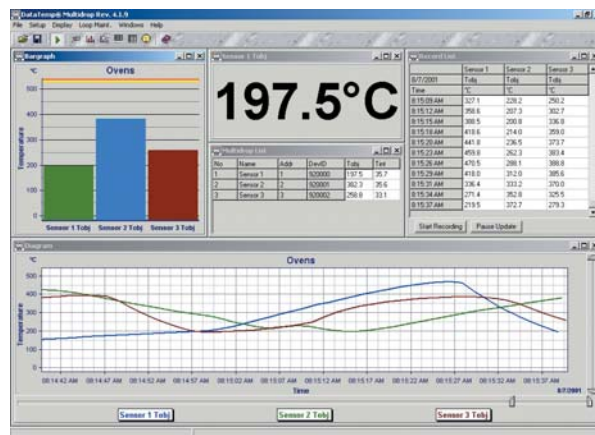 DataTemp® Multidrop Rev. 4.1.9
File Setup Display Loop Maint. Windows Help
Bargraph
°C Ovens
500
400
300
200
100
0
Temperature
Sensor 1 Tobj Sensor 2 Tobj Sensor 3 Tobj
Sensor 1 Tobj
197.5°C
Multidrop List
No Name Addr DevID Tobj Tint
1 Sensor 1 1 920000 197.5 35.7
2 Sensor 2 2 920001 382.3 35.6
3 Sensor 3 3 920002 258.8 33.1
Record List
Sensor 1 Sensor 2 Sensor 3
8/7/2001 Tobj Tobj Tobj
Time °C °C °C
8:15:09 AM 327.1 228.2 250.2
8:15:12 AM 358.6 207.3 302.7
8:15:15 AM 388.5 200.8 336.8
8:15:18 AM 418.6 214.0 359.0
8:15:20 AM 441.8 236.5 373.7
8:15:23 AM 459.8 262.3 383.4
8:15:26 AM 470.5 288.1 388.8
8:15:29 AM 418.0 312.0 385.6
8:15:31 AM 336.4 333.2 370.0
8:15:34 AM 271.4 352.8 325.5
8:15:37 AM 219.5 372.7 279.3
Start Recording Pause Update
Diagram
°C Ovens
500
400
300
200
100
0
Temperature
08:14:42 AM 08:14:47 AM 08:14:52 AM 08:14:57 AM 08:15:02 AM 08:15:07 AM 08:15:12 AM 08:15:17 AM 08:15:22 AM 08:15:27 AM 08:15:32 AM 08:15:37 AM
Time 8/7/2001
Sensor 1 Tobj Sensor 2 Tobj Sensor 3 Tobj